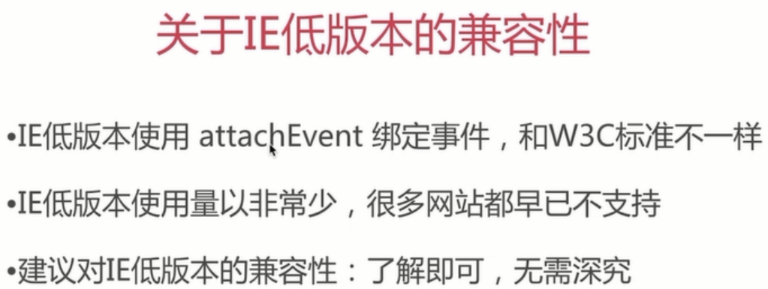 关于IE低版本的兼容性
•IE低版本使用 attachEvent 绑定事件，和W3C标准不一样
•IE低版本使用量以非常少，很多网站都早已不支持
•建议对IE低版本的兼容性：了解即可，无需深究